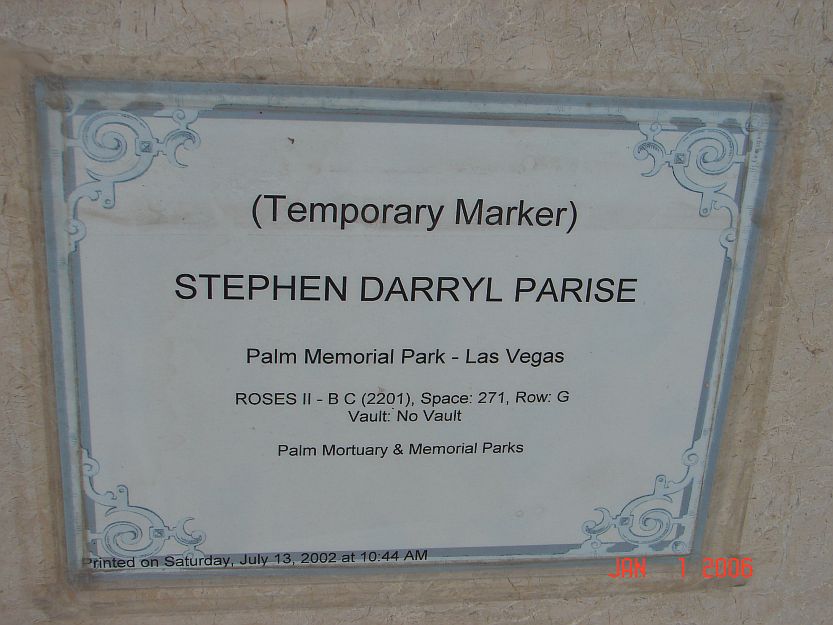 (Temporary Marker)
STEPHEN DARRYL PARISE
Palm Memorial Park - Las Vegas
ROSES II - B C (2201), Space: 271, Row: G
Vault: No Vault
Palm Mortuary & Memorial Parks
Printed on Saturday, July 13, 2002 at 10:44 AM
JAN 1 2006